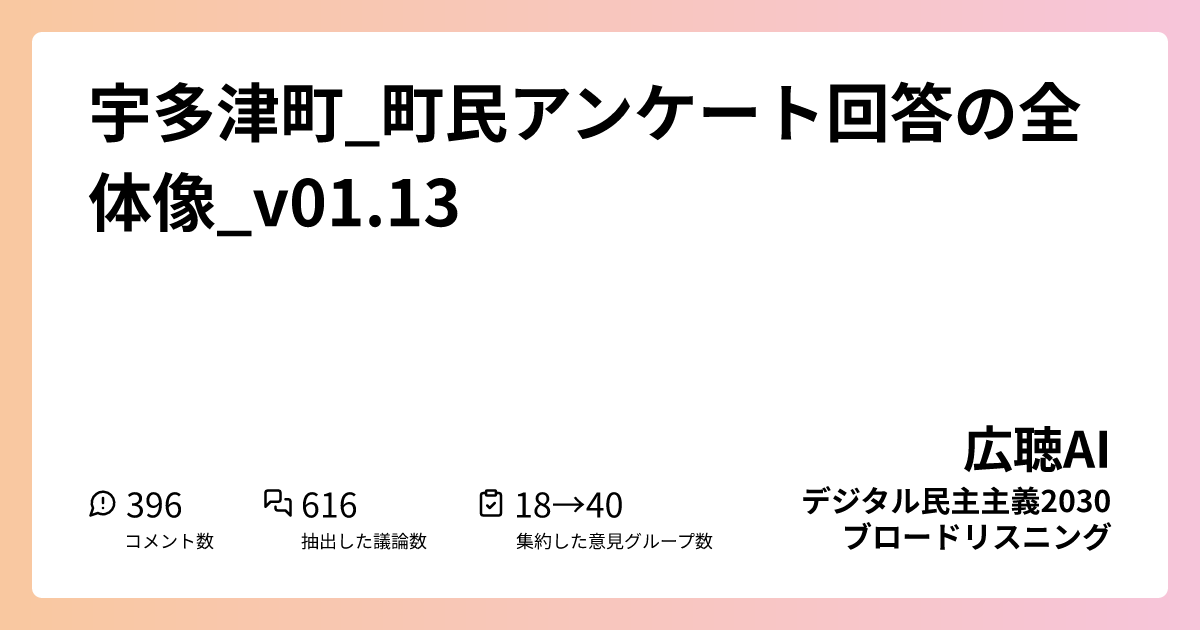 宇多津町_町民アンケート回答の全
体像_v01.13
広聴AI
デジタル民主主義2030
ブロードリスニング
396
コメント数
616
抽出した議論数
18→40
集約した意見グループ数